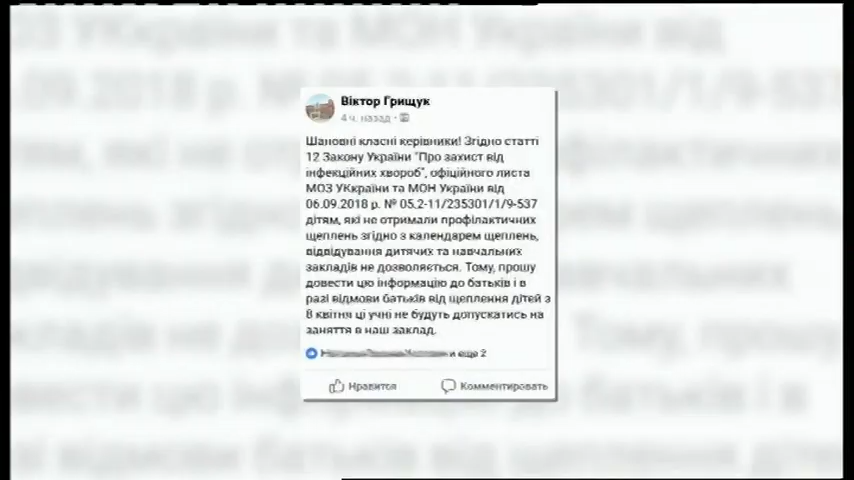 Віктор Грищук
4 ч. назад
Шановні класні керівники! Згідно статті
12 Закону України "Про захист від
інфекційних хвороб", офіційного листа
МОЗ УКкраїни та МОН України від
06.09.2018 р. № 05.2-11/235301/1/9-537
дітям, які не отримали профілактичних
щеплень згідно з календарем щеплень,
відвідування дитячих та навчальних
закладів не дозволяється. Тому, прошу
довести цю інформацію до батьків і в
разі відмови батьків від щеплення дітей з
8 квітня ці учні не будуть допускатись на
заняття в наш заклад.
и еще 2
Нравится
Комментировать